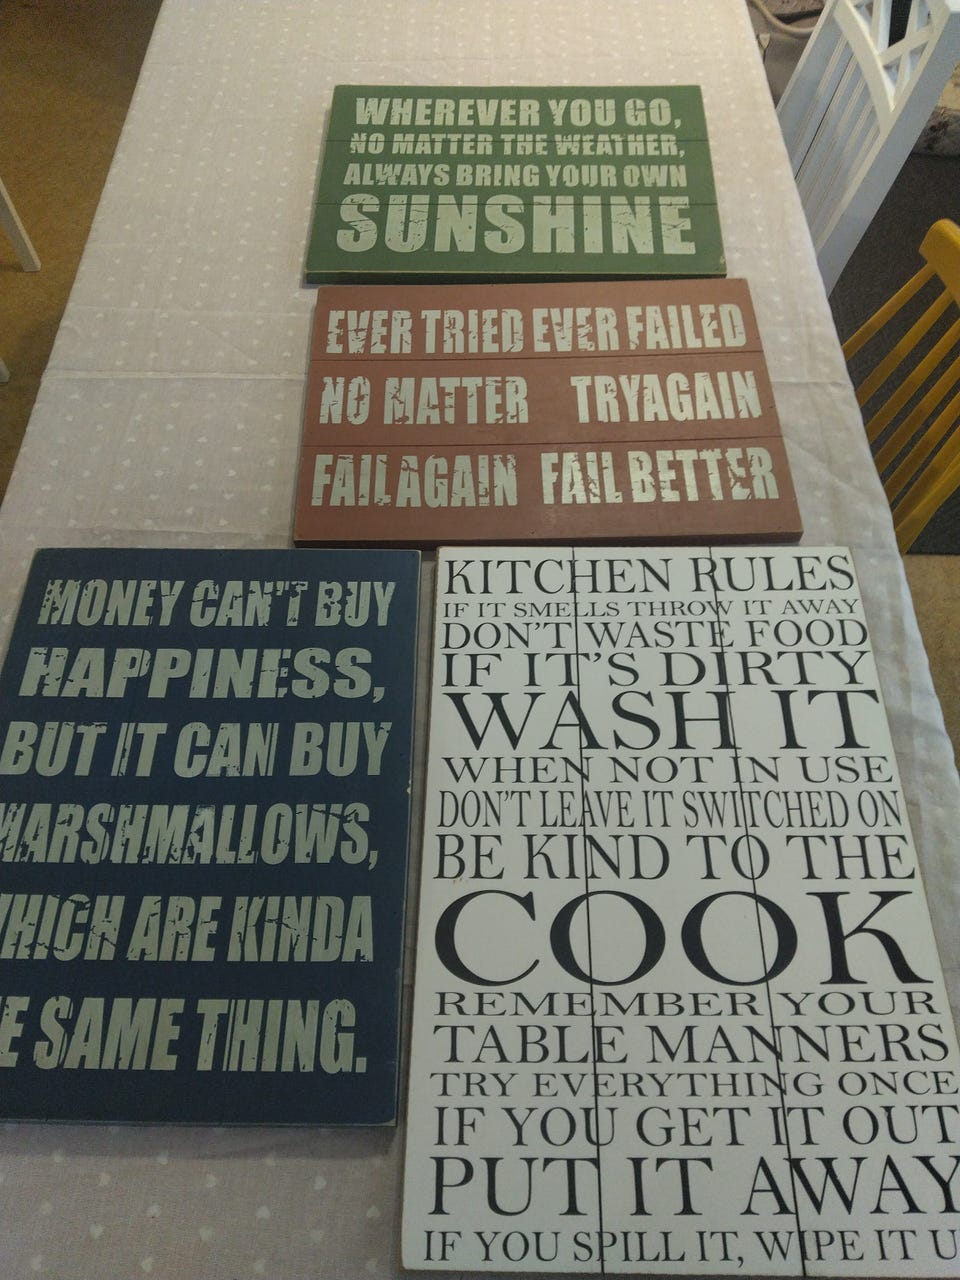 WHEREVER YOU GO,
NO MATTER THE WEATHER,
ALWAYS BRING YOUR OWN
SUNSHINE
EVER TRIED EVER FAILED
NO MATTER TRYAGAIN
FAIL AGAIN FAIL BETTER
MONEY CAN'T BUY
HAPPINESS,
BUT IT CAN BUY
MARSHMALLOWS,
WHICH ARE KINDA
E SAME THING.
KITCHEN RULES
IF IT SMELLS THROW IT AWAY
DON'T WASTE FOOD
IF IT'S DIRTY
WASH IT
WHEN NOT IN USE
DON'T LEAVE IT SWITCHED ON
BE KIND TO THE
COOK
REMEMBER YOUR
TABLE MANNERS
TRY EVERYTHING ONCE
IF YOU GET IT OUT
PUT IT AWAY
IF YOU SPILL IT, WIPE IT U